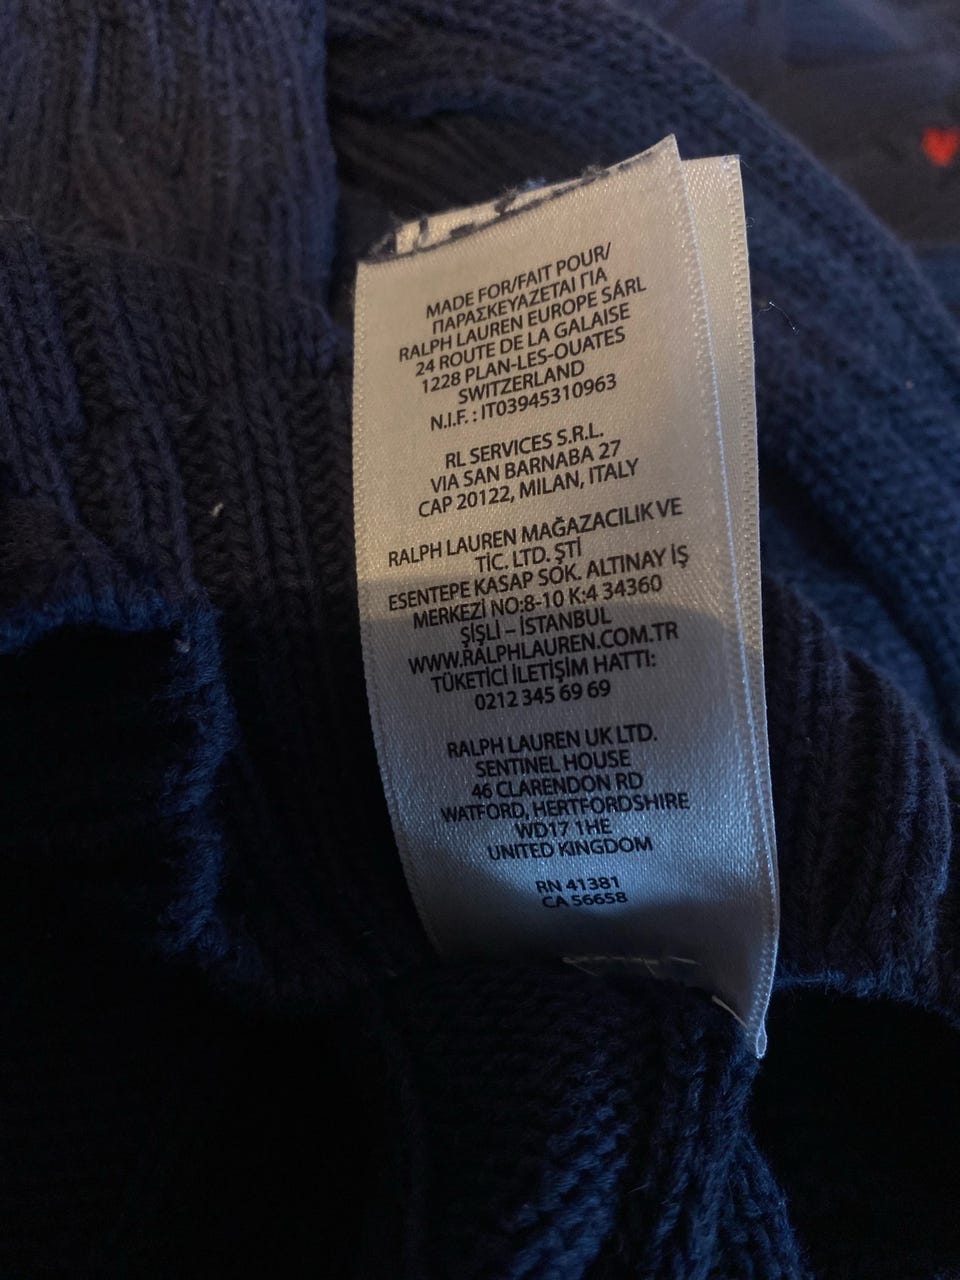 MADE FOR/FAIT POUR/
ΠΑΡΑΣΚΕΥΑΖΕΤΑΙ ΓΙΑ
RALPH LAUREN EUROPE SÁRL
24 ROUTE DE LA GALAISE
1228 PLAN-LES-OUATES
SWITZERLAND
N.I.F. : IT03945310963
RL SERVICES S.R.L.
VIA SAN BARNABA 27
CAP 20122, MILAN, ITALY
RALPH LAUREN MAĞAZACILIK VE
TİC. LTD. ŞTİ
ESENTEPE KASAP SOK. ALTINAY İŞ
MERKEZİ NO:8-10 K:4 34360
ŞİŞLİ – İSTANBUL
WWW.RALPHLAUREN.COM.TR
TÜKETİCİ İLETİŞİM HATTI:
0212 345 69 69
RALPH LAUREN UK LTD.
SENTINEL HOUSE
46 CLARENDON RD
WATFORD, HERTFORDSHIRE
WD17 1HE
UNITED KINGDOM
RN 41381
CA 56658